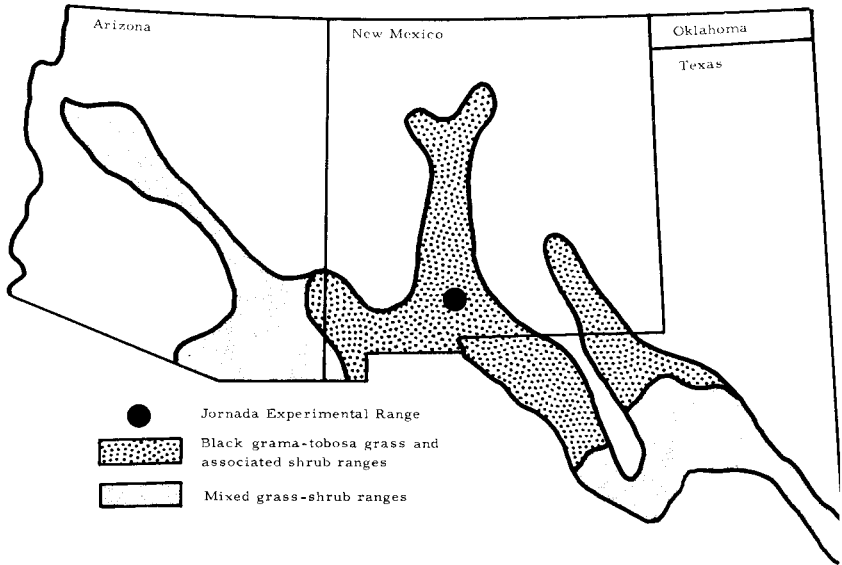 Arizona
New Mexico
Oklahoma
Texas
Jornada Experimental Range
Black grama-tobosa grass and
associated shrub ranges
Mixed grass-shrub ranges